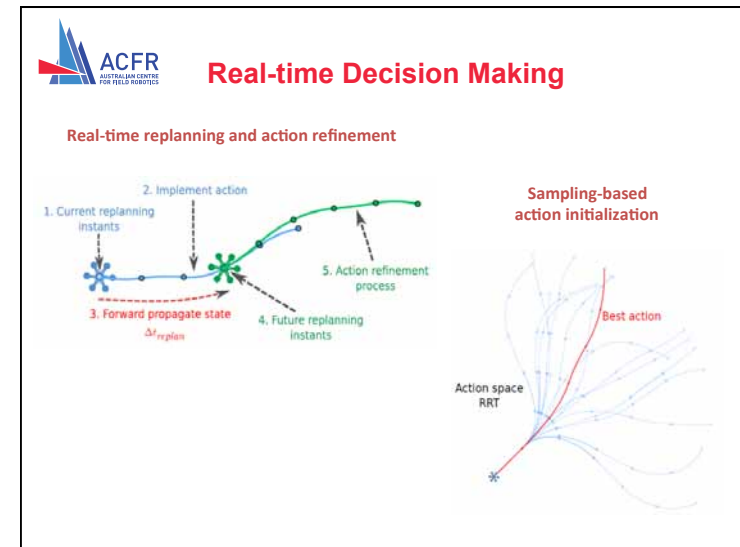 ACFR
AUSTRALIAN CENTRE
FOR FIELD ROBOTICS
Real-time Decision Making
Real-time replanning and action refinement
2. Implement action
1. Current replanning
instants
5. Action refinement
process
3. Forward propagate state
Δt_replan
4. Future replanning
instants
Sampling-based
action initialization
Best action
Action space
RRT